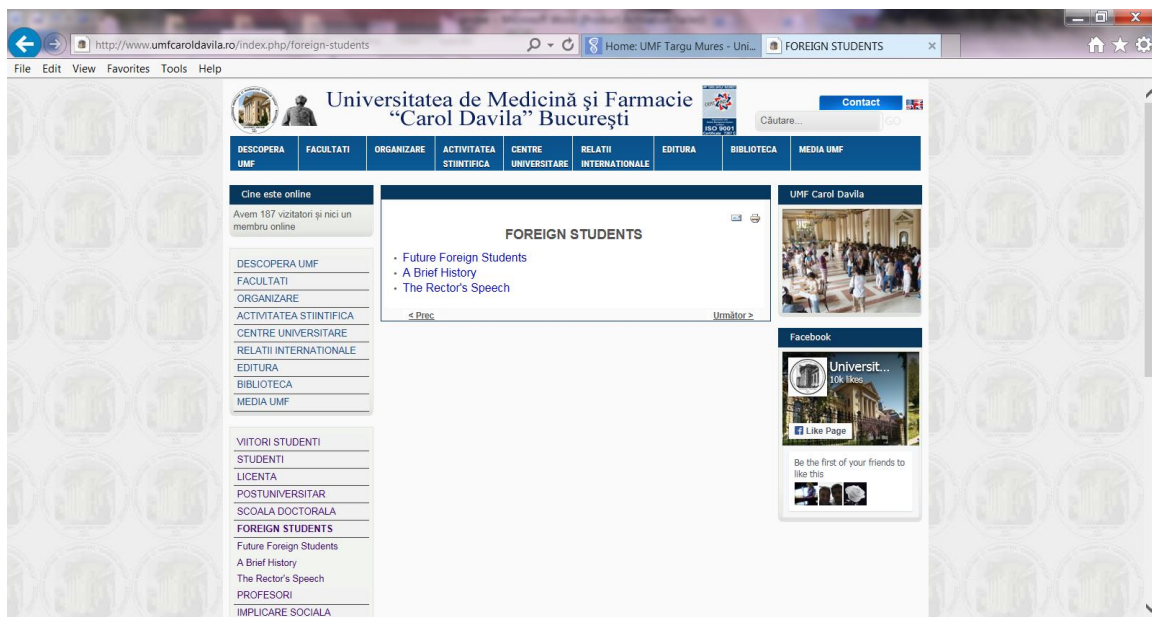 http://www.umfcaroldavila.ro/index.php/foreign-students
Home: UMF Targu Mures - Uni...
FOREIGN STUDENTS
File Edit View Favorites Tools Help
Universitatea de Medicină și Farmacie
“Carol Davila” București
ISO 9001
Contact
Căutare...
GO
DESCOPERA UMF
FACULTATI
ORGANIZARE
ACTIVITATEA STIINTIFICA
CENTRE UNIVERSITARE
RELATII INTERNATIONALE
EDITURA
BIBLIOTECA
MEDIA UMF
Cine este online
Avem 187 vizitatori și nici un
membru online
DESCOPERA UMF
FACULTATI
ORGANIZARE
ACTIVITATEA STIINTIFICA
CENTRE UNIVERSITARE
RELATII INTERNATIONALE
EDITURA
BIBLIOTECA
MEDIA UMF
VIITORI STUDENTI
STUDENTI
LICENTA
POSTUNIVERSITAR
SCOALA DOCTORALA
FOREIGN STUDENTS
Future Foreign Students
A Brief History
The Rector's Speech
PROFESORI
IMPLICARE SOCIALA
FOREIGN STUDENTS
Future Foreign Students
A Brief History
The Rector's Speech
< Prec
Următor >
UMF Carol Davila
Facebook
Universit...
10k likes
Like Page
Be the first of your friends to
like this